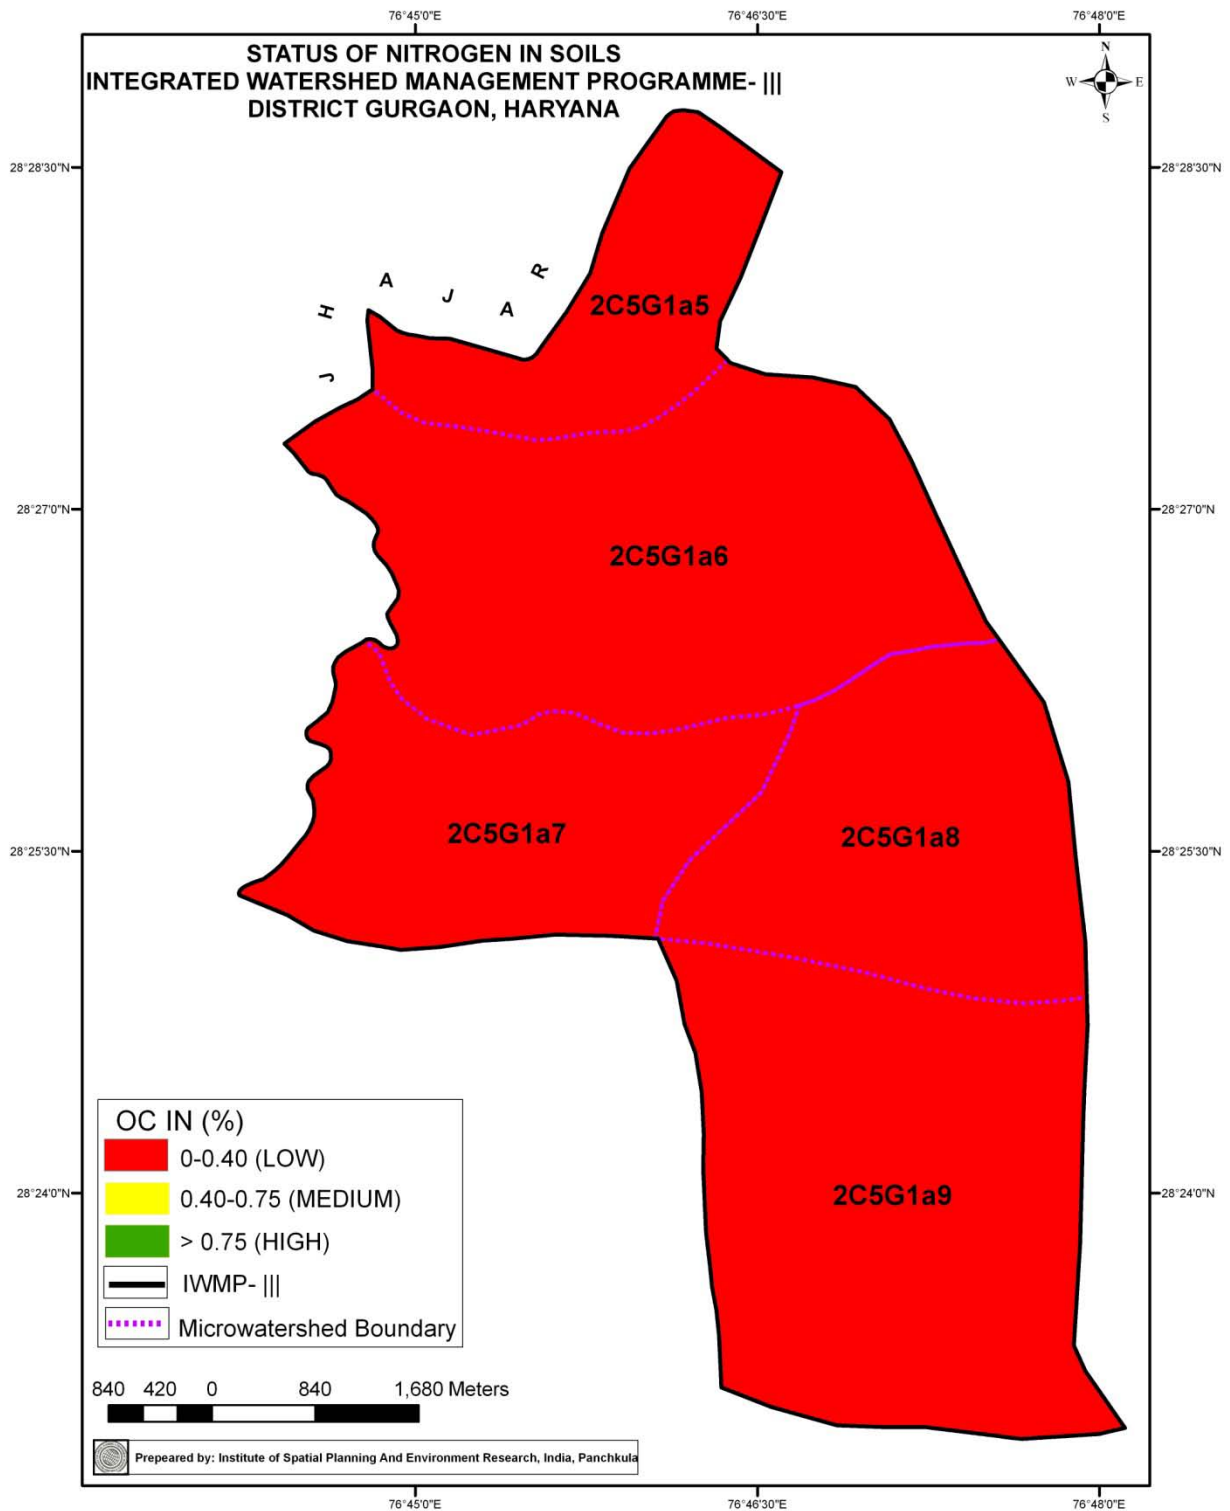 76°45'0"E 76°46'30"E 76°48'0"E
STATUS OF NITROGEN IN SOILS
INTEGRATED WATERSHED MANAGEMENT PROGRAMME- |||
DISTRICT GURGAON, HARYANA
N
W E
S
28°28'30"N 28°28'30"N
J H A J A R
2C5G1a5
28°27'0"N 28°27'0"N
2C5G1a6
2C5G1a7
2C5G1a8
28°25'30"N 28°25'30"N
28°24'0"N 28°24'0"N
2C5G1a9
OC IN (%)
0-0.40 (LOW)
0.40-0.75 (MEDIUM)
> 0.75 (HIGH)
IWMP- |||
Microwatershed Boundary
840 420 0 840 1,680 Meters
Prepeared by: Institute of Spatial Planning And Environment Research, India, Panchkula
76°45'0"E 76°46'30"E 76°48'0"E